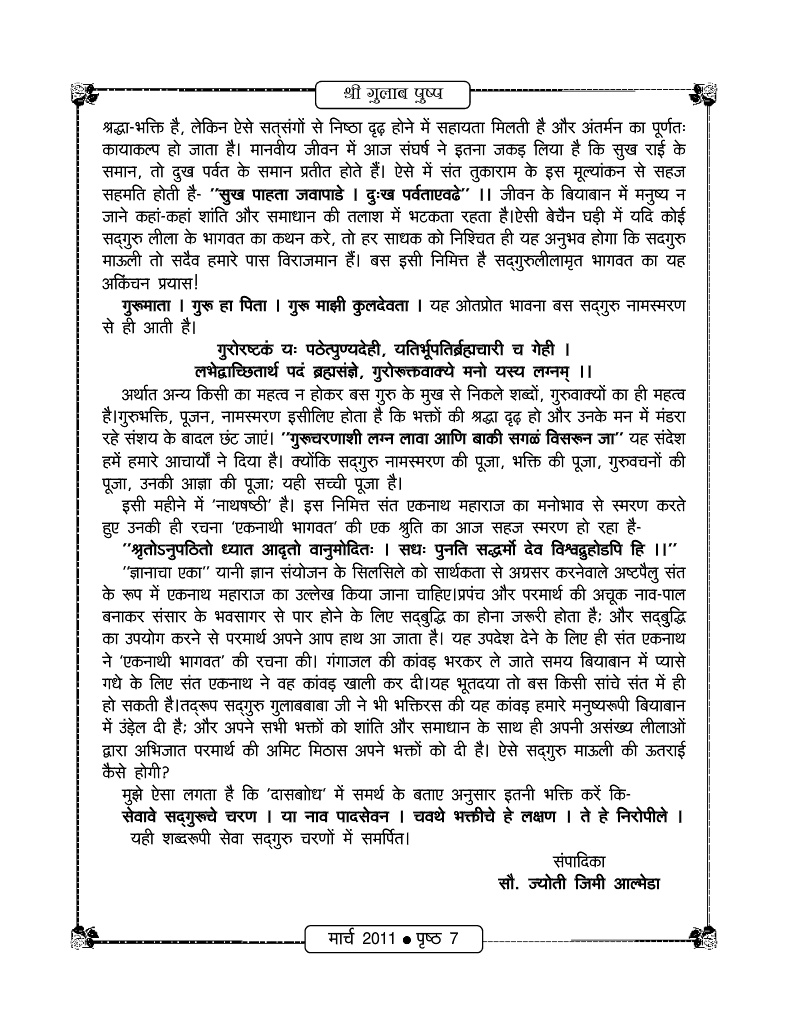 श्री गुलाब पुष्प
श्रद्धा-भक्ति है, लेकिन ऐसे सत्‌संगों से निष्ठा दृढ़ होने में सहायता मिलती है और अंतर्मन का पूर्णतः
कायाकल्प हो जाता है। मानवीय जीवन में आज संघर्ष ने इतना जकड़ लिया है कि सुख राई के
समान, तो दुख पर्वत के समान प्रतीत होते हैं। ऐसे में संत तुकाराम के इस मूल्यांकन से सहज
सहमति होती है- ''सुख पाहता जवापाडे । दुःख पर्वताएवढे'' ।। जीवन के बियाबान में मनुष्य न
जाने कहां-कहां शांति और समाधान की तलाश में भटकता रहता है।ऐसी बेचैन घड़ी में यदि कोई
सद्‌गुरु लीला के भागवत का कथन करे, तो हर साधक को निश्चित ही यह अनुभव होगा कि सदगुरु
माऊली तो सदैव हमारे पास विराजमान हैं। बस इसी निमित्त है सद्‌गुरुलीलामृत भागवत का यह
अकिंचन प्रयास!
गुरूमाता । गुरू हा पिता । गुरू माझी कुलदेवता । यह ओतप्रोत भावना बस सद्‌गुरु नामस्मरण
से ही आती है।
गुरोरष्टकं यः पठेत्पुण्यदेही, यतिर्भूपतिर्ब्रह्मचारी च गेही ।
लभेद्वाच्छितार्थ पदं ब्रह्मसंज्ञे, गुरोरूक्तवाक्ये मनो यस्य लग्नम् ।।
अर्थात अन्य किसी का महत्व न होकर बस गुरु के मुख से निकले शब्दों, गुरुवाक्यों का ही महत्व
है।गुरुभक्ति, पूजन, नामस्मरण इसीलिए होता है कि भक्तों की श्रद्धा दृढ़ हो और उनके मन में मंडरा
रहे संशय के बादल छंट जाएं। ''गुरूचरणाशी लग्न लावा आणि बाकी सगळं विसरून जा'' यह संदेश
हमें हमारे आचार्यों ने दिया है। क्योंकि सद्‌गुरु नामस्मरण की पूजा, भक्ति की पूजा, गुरुवचनों की
पूजा, उनकी आज्ञा की पूजा; यही सच्ची पूजा है।
इसी महीने में 'नाथषष्ठी' है। इस निमित्त संत एकनाथ महाराज का मनोभाव से स्मरण करते
हुए उनकी ही रचना 'एकनाथी भागवत' की एक श्रुति का आज सहज स्मरण हो रहा है-
''श्रृतोऽनुपठितो ध्यात आदृतो वानुमोदितः । सधः पुनति सद्धर्मो देव विश्वद्रुहोडपि हि ।।''
''ज्ञानाचा एका'' यानी ज्ञान संयोजन के सिलसिले को सार्थकता से अग्रसर करनेवाले अष्टपैलु संत
के रूप में एकनाथ महाराज का उल्लेख किया जाना चाहिए।प्रपंच और परमार्थ की अचूक नाव-पाल
बनाकर संसार के भवसागर से पार होने के लिए सद्‌बुद्धि का होना जरूरी होता है; और सद्‌बुद्धि
का उपयोग करने से परमार्थ अपने आप हाथ आ जाता है। यह उपदेश देने के लिए ही संत एकनाथ
ने 'एकनाथी भागवत' की रचना की। गंगाजल की कांवड़ भरकर ले जाते समय बियाबान में प्यासे
गधे के लिए संत एकनाथ ने वह कांवड़ खाली कर दी।यह भूतदया तो बस किसी सांचे संत में ही
हो सकती है।तद्‌रूप सद्‌गुरु गुलाबबाबा जी ने भी भक्तिरस की यह कांवड़ हमारे मनुष्यरूपी बियाबान
में उंड़ेल दी है; और अपने सभी भक्तों को शांति और समाधान के साथ ही अपनी असंख्य लीलाओं
द्वारा अभिजात परमार्थ की अमिट मिठास अपने भक्तों को दी है। ऐसे सद्‌गुरु माऊली की ऊतराई
कैसे होगी?
मुझे ऐसा लगता है कि 'दासबाोध' में समर्थ के बताए अनुसार इतनी भक्ति करें कि-
सेवावे सद्‌गुरूचे चरण । या नाव पादसेवन । चवथे भक्तीचे हे लक्षण । ते हे निरोपीले ।
यही शब्दरूपी सेवा सद्‌गुरु चरणों में समर्पित।
संपादिका
सौ. ज्योती जिमी आल्मेडा
मार्च 2011 ● पृष्ठ 7